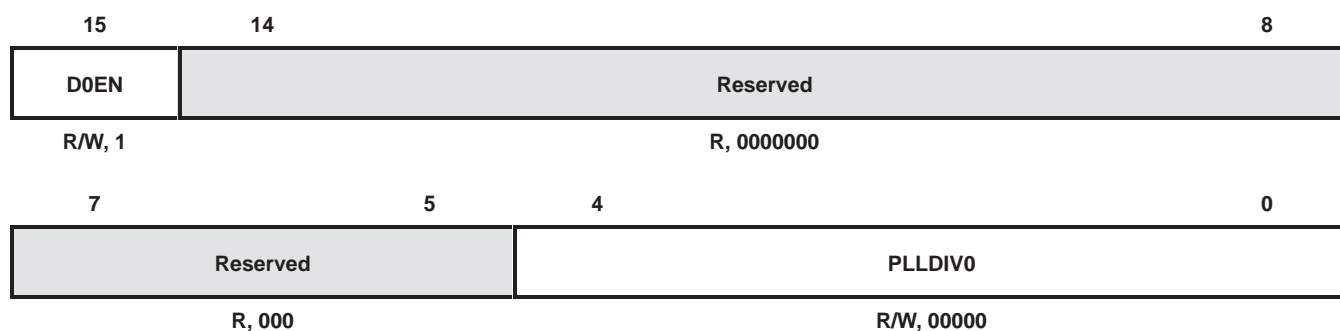 15 14 8
D0EN Reserved
R/W, 1 R, 0000000
7 5 4 0
Reserved PLLDIV0
R, 000 R/W, 00000